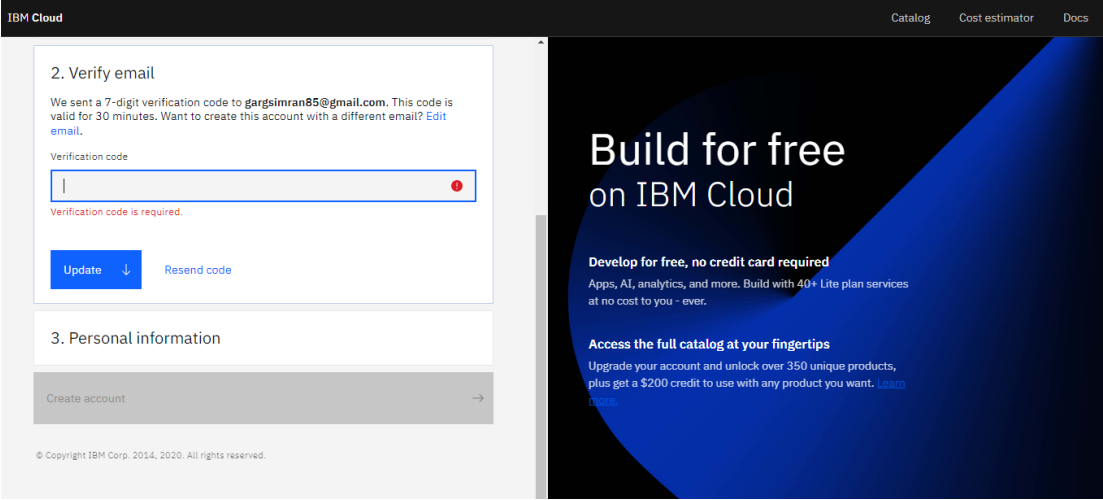 IBM Cloud
Catalog
Cost estimator
Docs
2. Verify email
We sent a 7-digit verification code to gargsimran85@gmail.com. This code is
valid for 30 minutes. Want to create this account with a different email? Edit
email.
Verification code
Verification code is required.
Update
Resend code
3. Personal information
Create account
© Copyright IBM Corp. 2014, 2020. All rights reserved.
Build for free
on IBM Cloud
Develop for free, no credit card required
Apps, AI, analytics, and more. Build with 40+ Lite plan services
at no cost to you - ever.
Access the full catalog at your fingertips
Upgrade your account and unlock over 350 unique products,
plus get a $200 credit to use with any product you want. Learn
more.